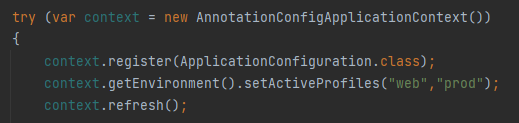 try (var context = new AnnotationConfigApplicationContext())
{
context.register(ApplicationConfiguration.class);
context.getEnvironment().setActiveProfiles("web","prod");
context.refresh();